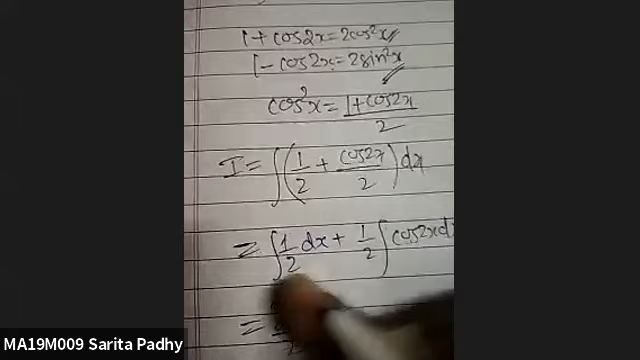 1 + cos2x = 2cos²x
1 - cos2x = 2sin²x
cos²x = 1+cos2x / 2
I = ∫(1/2 + cos2x/2) dx
= ∫ 1/2 dx + 1/2 ∫ cos2x d
=
MA19M009 Sarita Padhy